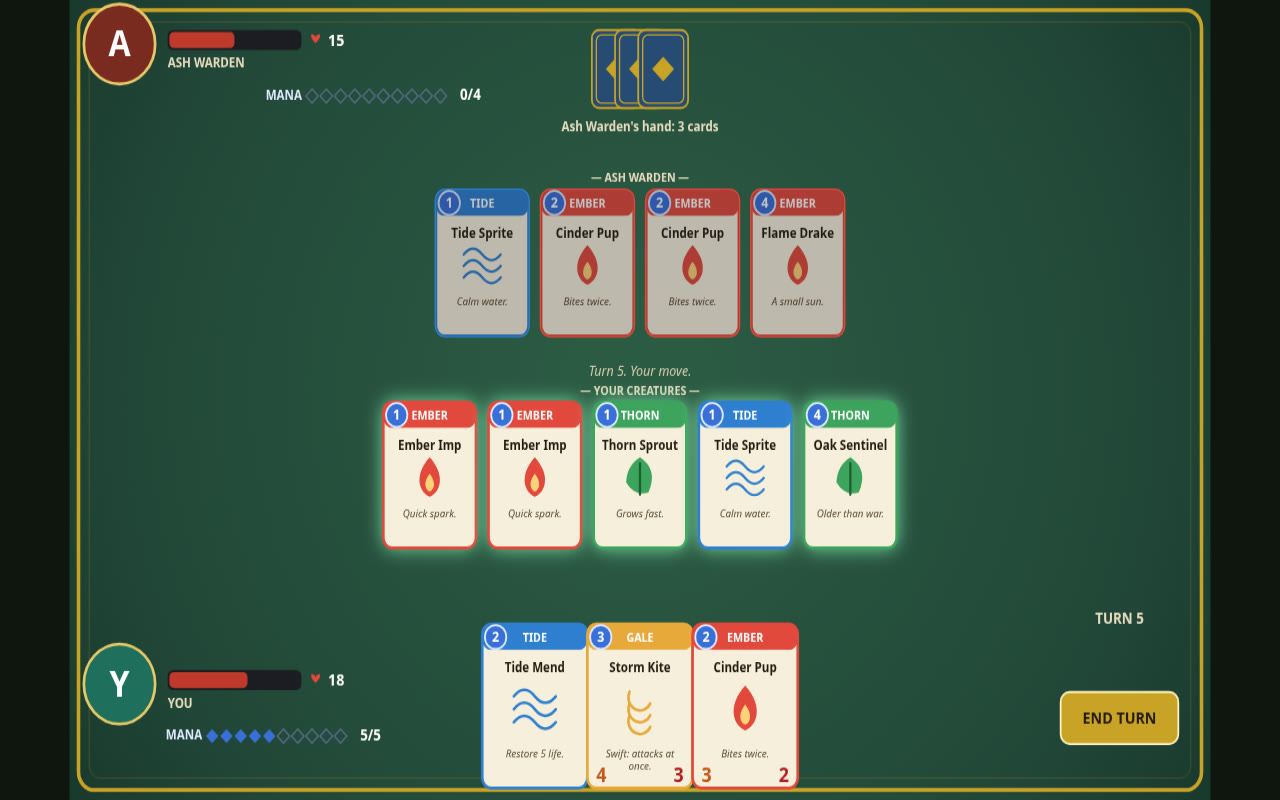 A
15
ASH WARDEN
MANA 0/4
Ash Warden's hand: 3 cards
— ASH WARDEN —
1 TIDE
Tide Sprite
Calm water.
2 EMBER
Cinder Pup
Bites twice.
2 EMBER
Cinder Pup
Bites twice.
4 EMBER
Flame Drake
A small sun.
Turn 5. Your move.
— YOUR CREATURES —
1 EMBER
Ember Imp
Quick spark.
1 EMBER
Ember Imp
Quick spark.
1 THORN
Thorn Sprout
Grows fast.
1 TIDE
Tide Sprite
Calm water.
4 THORN
Oak Sentinel
Older than war.
TURN 5
Y
18
YOU
MANA 5/5
2 TIDE
Tide Mend
Restore 5 life.
3 GALE
Storm Kite
Swift: attacks at
once.
4 3
2 EMBER
Cinder Pup
Bites twice.
3 2
END TURN